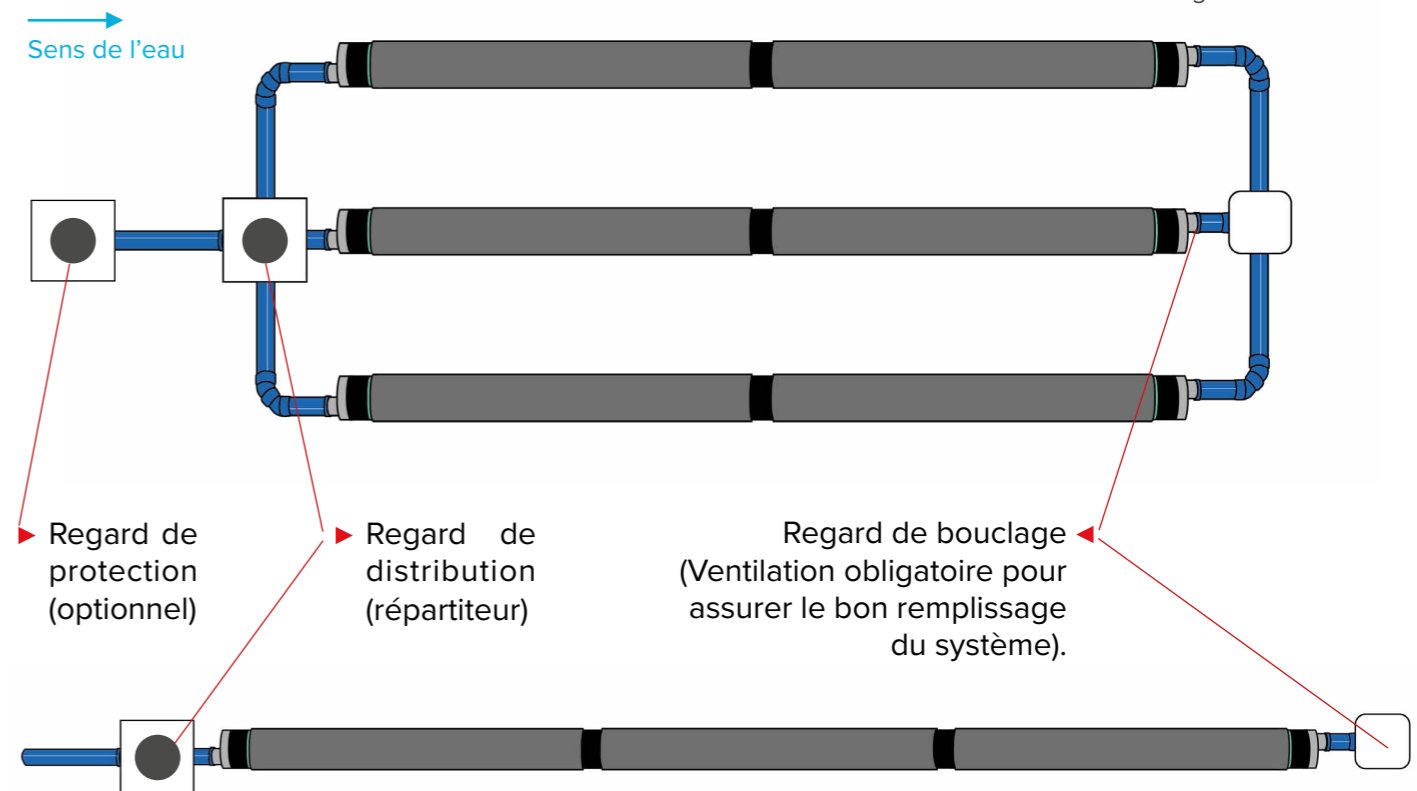 Sens de l’eau
Regard de
protection
(optionnel)
Regard de
distribution
(répartiteur)
Regard de bouclage
(Ventilation obligatoire pour
assurer le bon remplissage
du système).